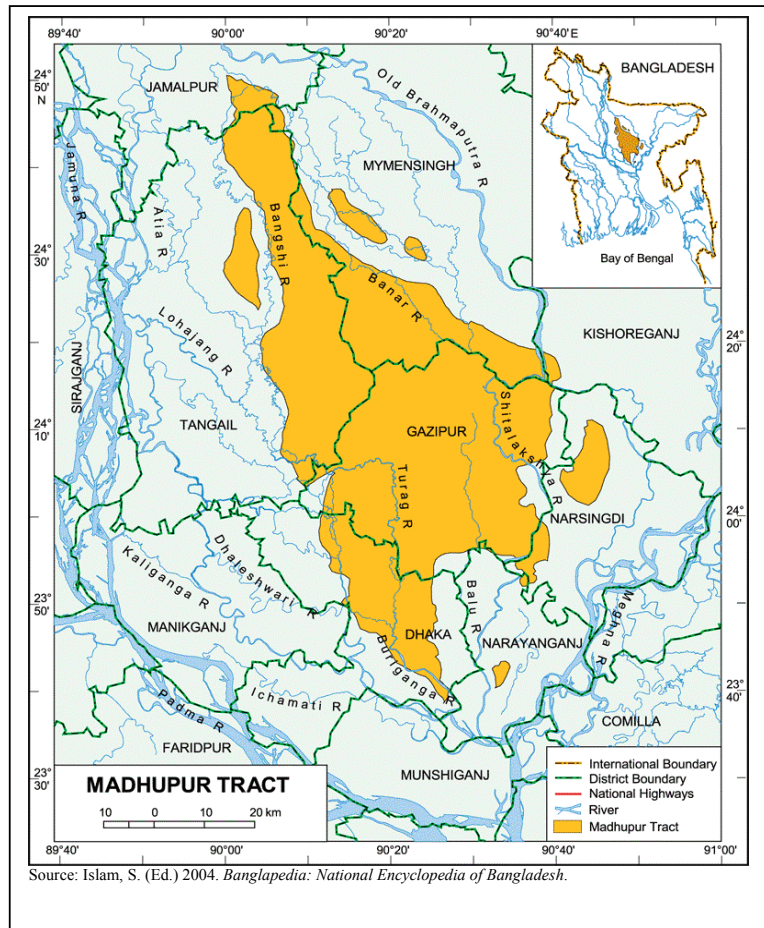 89°40'
90°00'
90°20'
90°40'E
24°
50'
N
JAMALPUR
Old Brahmaputra R
BANGLADESH
Bay of Bengal
Jamuna R
MYMENSINGH
Atia R
Bangshi R
24°
30'
Banar R
KISHOREGANJ
24°
20'
Lohajang R
SIRAJGANJ
24°
10'
TANGAIL
GAZIPUR
Shitalakshya R
Turag R
NARSINGDI
24°
00'
Kaliganga R
Dhaleshwari R
23°
50'
MANIKGANJ
DHAKA
Balu R
NARAYANGANJ
Meghna R
Buriganga R
23°
40'
Ichamati R
Padma R
COMILLA
FARIDPUR
MUNSHIGANJ
23°
30'
MADHUPUR TRACT
10 0 10 20 km
International Boundary
District Boundary
National Highways
River
Madhupur Tract
89°40'
90°00'
90°20'
90°40'
91°00'
Source: Islam, S. (Ed.) 2004. Banglapedia: National Encyclopedia of Bangladesh.